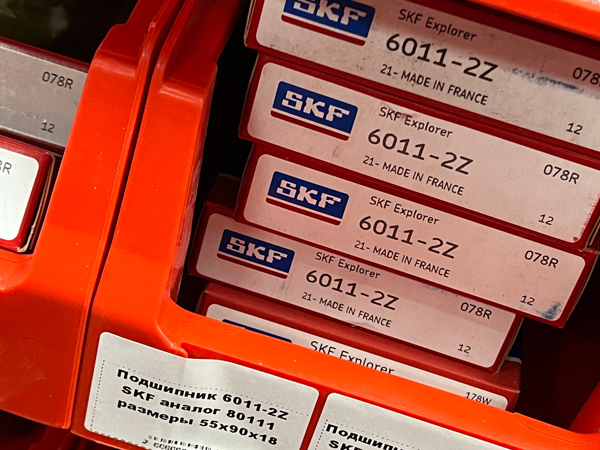 078R
12
SKF
SKF Explorer
6011-2Z
21- MADE IN FRANCE
078
12
SKF
SKF Explorer
6011-2Z
21- MADE IN FRANCE
078R
12
SKF
SKF Explorer
6011-2Z
21- MADE IN FRANCE
078R
12
SKF
SKF Explorer
6011-2Z
21- MADE IN FRANCE
078R
12
SKF Explorer
178W
Подшипник 6011-2Z
SKF аналог 80111
размеры 55x90x18
Подшипн
SKF